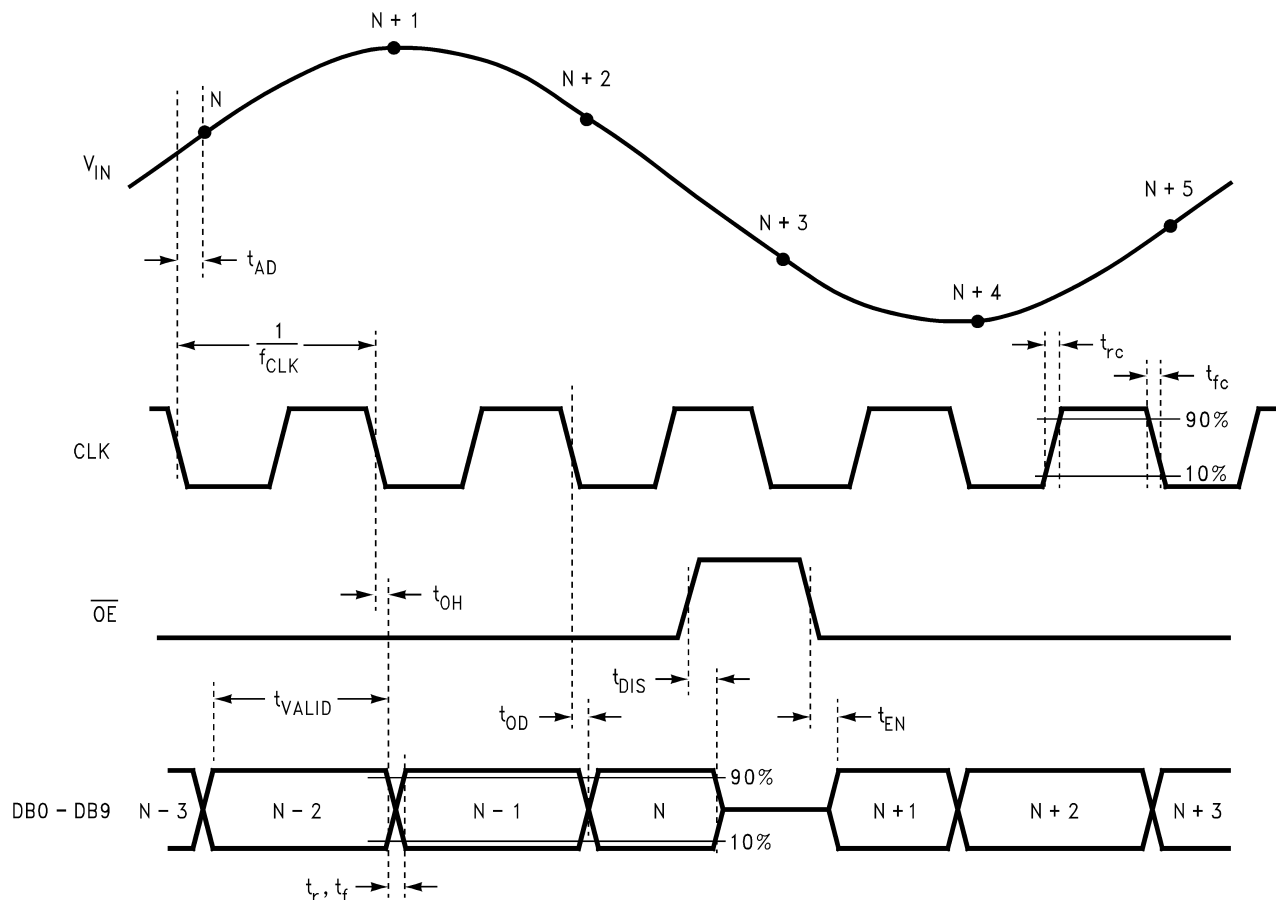 N + 1
N
N + 2
V_IN
N + 3
N + 5
t_AD
N + 4
1/f_CLK
t_rc
t_fc
90%
CLK
10%
t_OH
O̅E̅
t_DIS
t_VALID
t_OD
t_EN
90%
DB0 – DB9 N – 3 N – 2 N – 1 N N + 1 N + 2 N + 3
10%
t_r, t_f